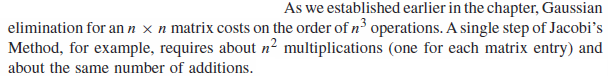 As we established earlier in the chapter, Gaussian
elimination for an n × n matrix costs on the order of n³ operations. A single step of Jacobi's
Method, for example, requires about n² multiplications (one for each matrix entry) and
about the same number of additions.